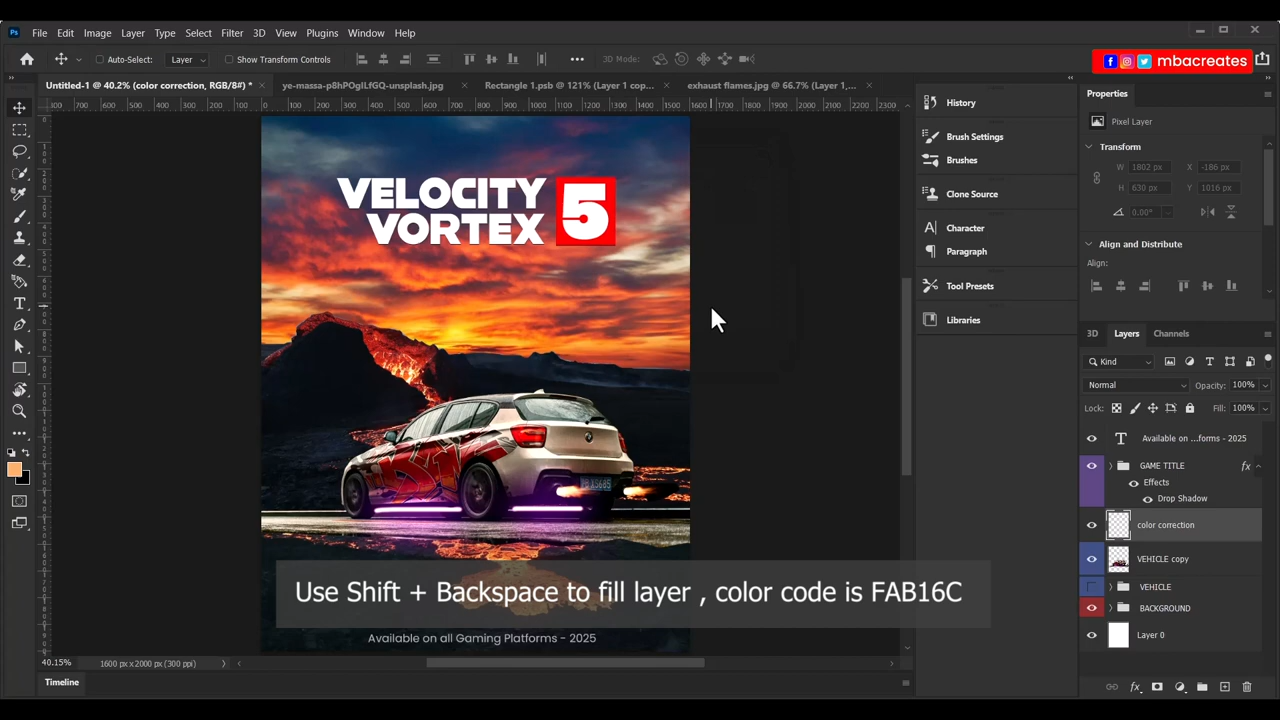 Ps File Edit Image Layer Type Select Filter 3D View Plugins Window Help
Auto-Select: Layer Show Transform Controls 3D Mode:
mbacreates
Untitled-1 @ 40.2% (color correction, RGB/8#) * ye-massa-p8hPOgILfGQ-unsplash.jpg Rectangle 1.psb @ 121% (Layer 1 cop... exhaust flames.jpg @ 66.7% (Layer 1,...
History
Brush Settings
Brushes
Clone Source
Character
Paragraph
Tool Presets
Libraries
Properties
Pixel Layer
Transform
W 1802 px X -186 px
H 630 px Y 1016 px
0.00°
Align and Distribute
Align:
3D Layers Channels
Kind
Normal Opacity: 100%
Lock: Fill: 100%
Available on ...forms - 2025
GAME TITLE fx
Effects
Drop Shadow
color correction
VEHICLE copy
VEHICLE
BACKGROUND
Layer 0
VELOCITY
VORTEX 5
Use Shift + Backspace to fill layer , color code is FAB16C
Available on all Gaming Platforms - 2025
40.15% 1600 px x 2000 px (300 ppi)
Timeline